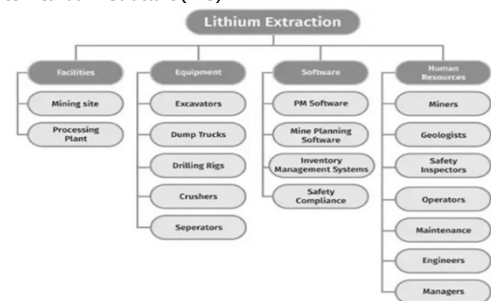 Lithium Extraction
Facilities
Equipment
Software
Human
Resources
Mining site
Processing
Plant
Excavators
Dump Trucks
Drilling Rigs
Crushers
Seperators
PM Software
Mine Planning
Software
Inventory
Management Systems
Safety
Compliance
Miners
Geologists
Safety
Inspectors
Operators
Maintenance
Engineers
Managers